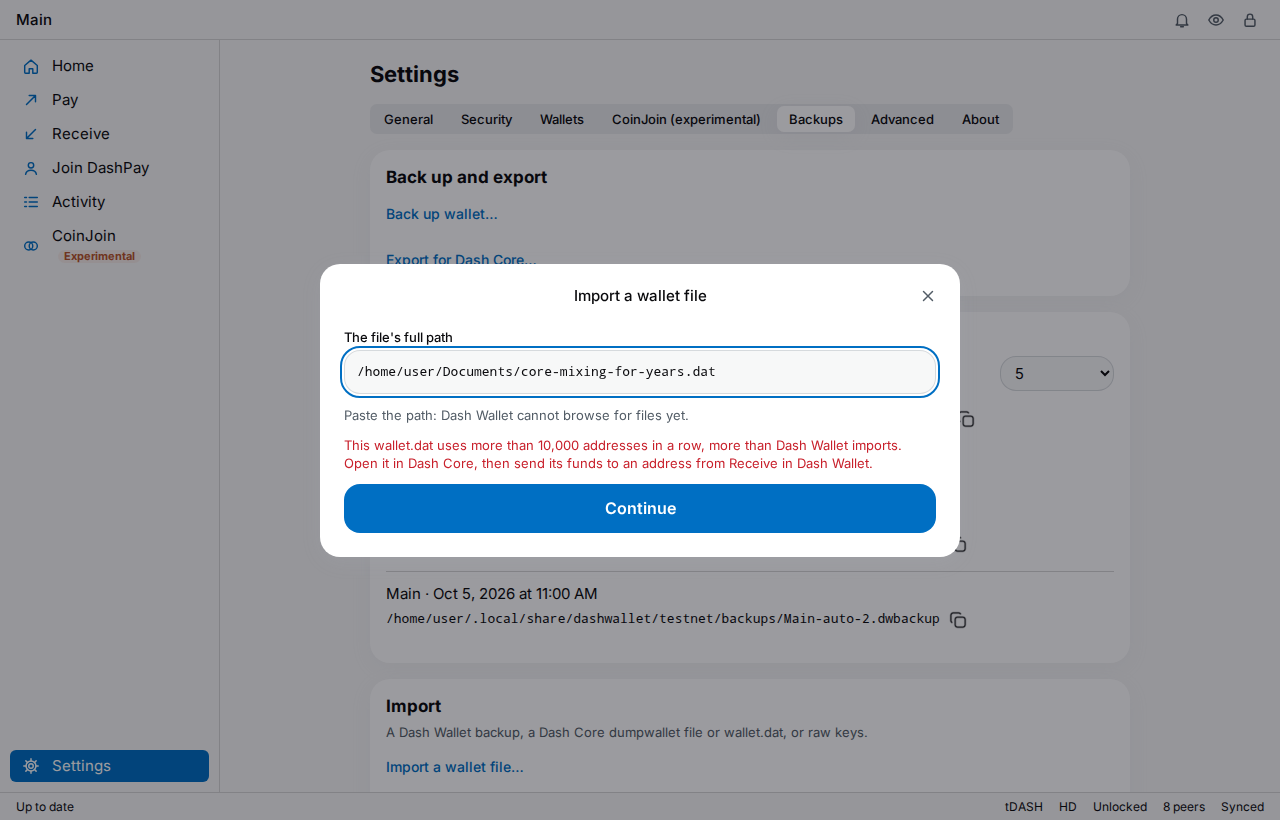 Main
Home
Pay
Receive
Join DashPay
Activity
CoinJoin
Experimental
Settings
Settings
General
Security
Wallets
CoinJoin (experimental)
Backups
Advanced
About
Back up and export
Back up wallet...
Export for Dash Core...
Import a wallet file
The file's full path
/home/user/Documents/core-mixing-for-years.dat
Paste the path: Dash Wallet cannot browse for files yet.
This wallet.dat uses more than 10,000 addresses in a row, more than Dash Wallet imports.
Open it in Dash Core, then send its funds to an address from Receive in Dash Wallet.
Continue
5
Main · Oct 5, 2026 at 11:00 AM
/home/user/.local/share/dashwallet/testnet/backups/Main-auto-2.dwbackup
Import
A Dash Wallet backup, a Dash Core dumpwallet file or wallet.dat, or raw keys.
Import a wallet file...
Up to date
tDASH
HD
Unlocked
8 peers
Synced